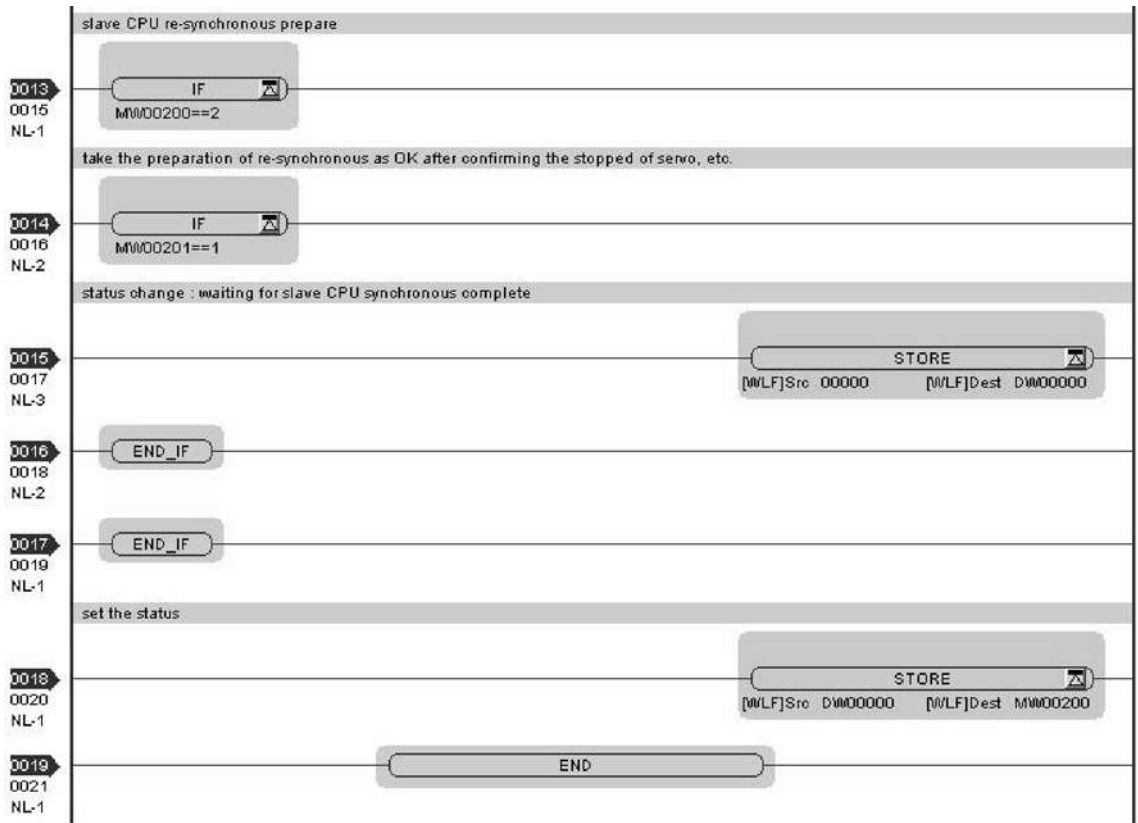 slave CPU re-synchronous prepare
0013
IF
0015
MW00200==2
NL-1
take the preparation of re-synchronous as OK after confirming the stopped of servo, etc.
0014
IF
0016
MW00201==1
NL-2
status change : waiting for slave CPU synchronous complete
0015
STORE
0017
[WLF]Src 00000 [WLF]Dest DW00000
NL-3
0016
END_IF
0018
NL-2
0017
END_IF
0019
NL-1
set the status
0018
STORE
0020
[WLF]Src DW00000 [WLF]Dest MW00200
NL-1
0019
END
0021
NL-1